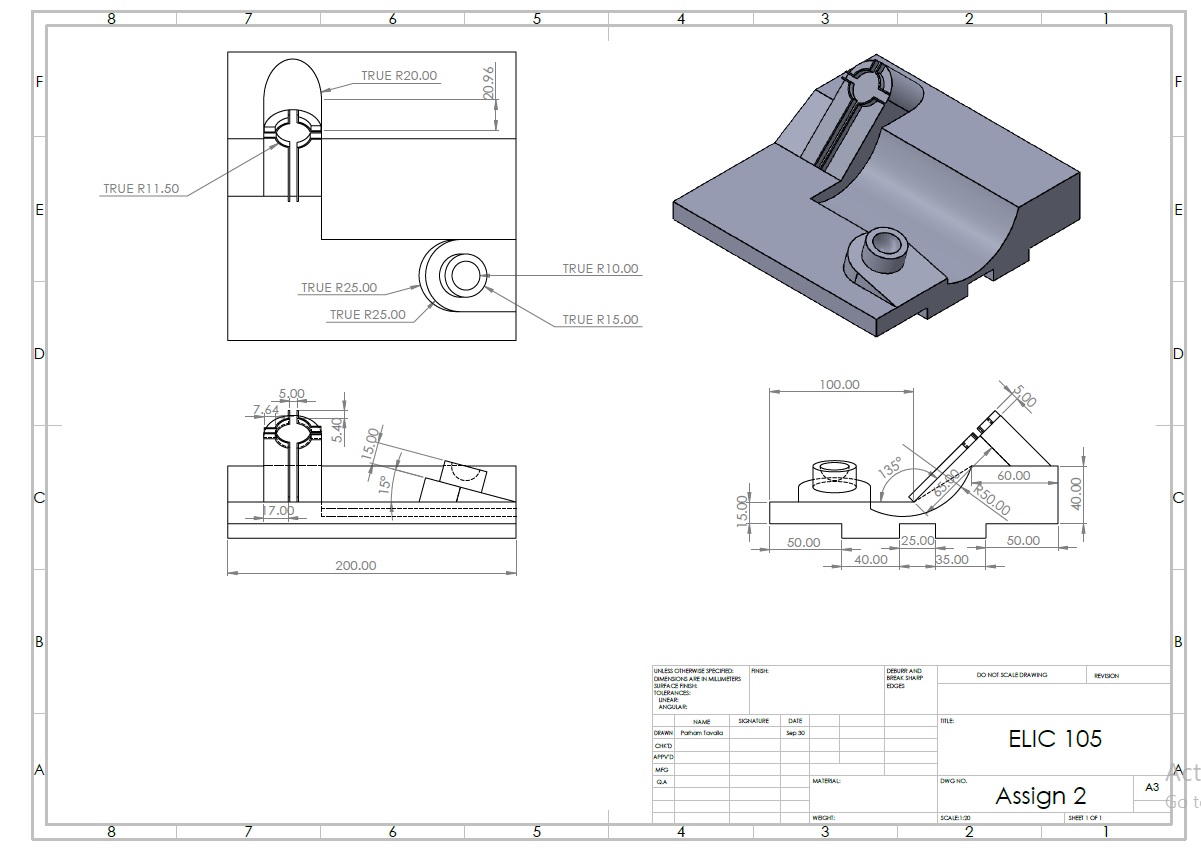 8 7 6 5 4 3 2 1
F F
E E
D D
C C
B B
A A
TRUE R20.00
20.96
TRUE R11.50
TRUE R10.00
TRUE R25.00
TRUE R25.00
TRUE R15.00
5.00
7.64
5.40
15.00
15°
17.00
200.00
100.00
5.00
135°
65.00
R50.00
60.00
40.00
15.00
50.00
25.00
50.00
40.00
35.00
UNLESS OTHERWISE SPECIFIED:
DIMENSIONS ARE IN MILLIMETERS
SURFACE FINISH:
TOLERANCES:
LINEAR:
ANGULAR:
FINISH:
DEBURR AND
BREAK SHARP
EDGES
DO NOT SCALE DRAWING
REVISION
NAME SIGNATURE DATE
DRAWN Parham Tavalla Sep 30
CHK'D
APPV'D
MFG
Q.A
MATERIAL:
WEIGHT:
TITLE:
ELIC 105
DWG NO.
Assign 2
A3
SCALE:1:20
SHEET 1 OF 1
Act
Go to
8 7 6 5 4 3 2 1